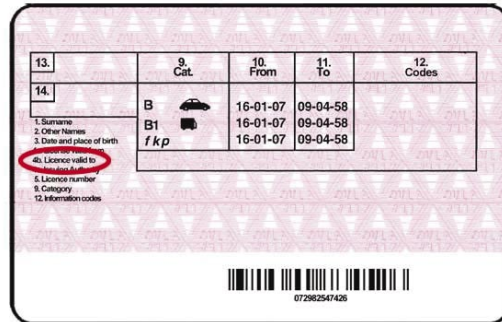 13.
9. Cat.
10. From
11. To
12. Codes
14.
B 16-01-07 09-04-58
B1 16-01-07 09-04-58
f k p 16-01-07 09-04-58
1. Surname
2. Other Names
3. Date and place of birth
4b. Licence valid to
5. Licence number
9. Category
12. Information codes
072982547426